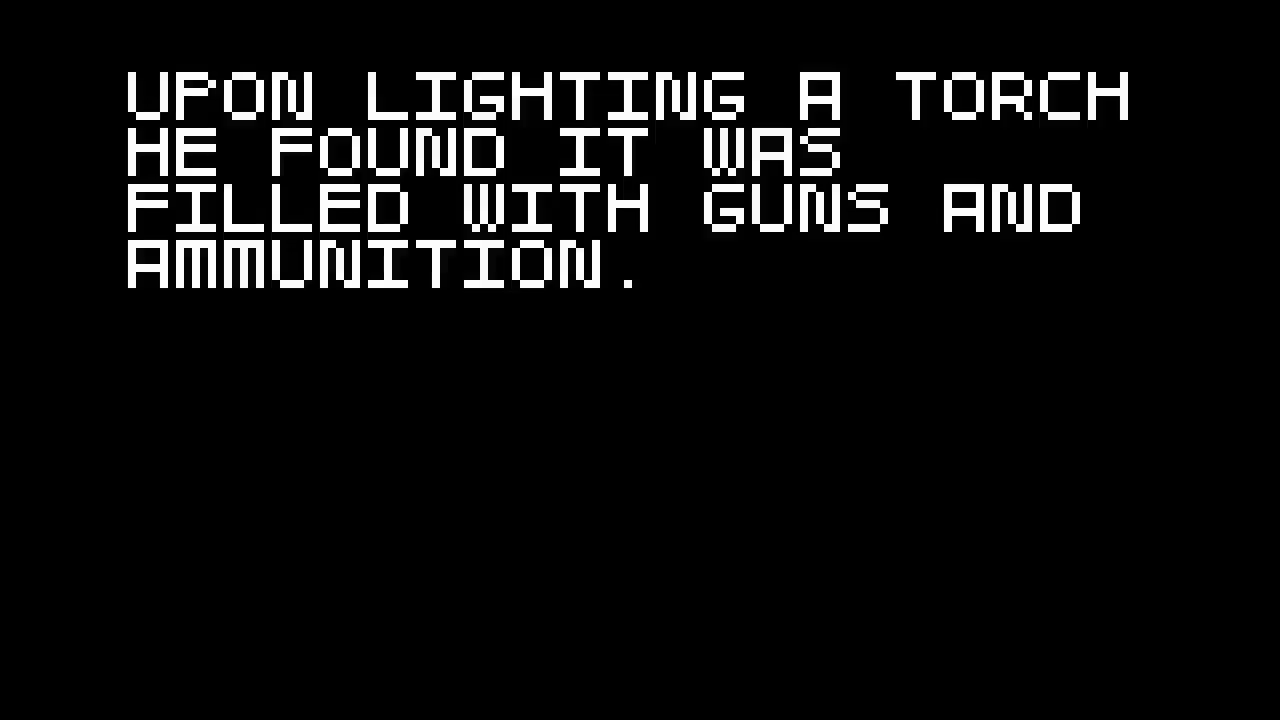 UPON LIGHTING A TORCH
HE FOUND IT WAS
FILLED WITH GUNS AND
AMMUNITION.